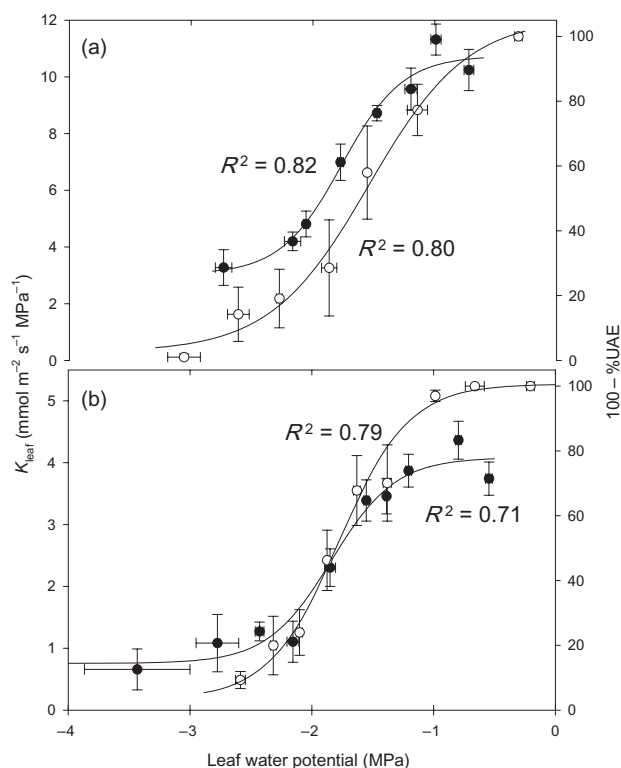 12
10
8
6
4
2
0
(a)
R² = 0.82
R² = 0.80
100
80
60
40
20
0
K_leaf (mmol m⁻² s⁻¹ MPa⁻¹)
100 – %UAE
5
4
3
2
1
0
(b)
R² = 0.79
R² = 0.71
100
80
60
40
20
0
–4 –3 –2 –1 0
Leaf water potential (MPa)